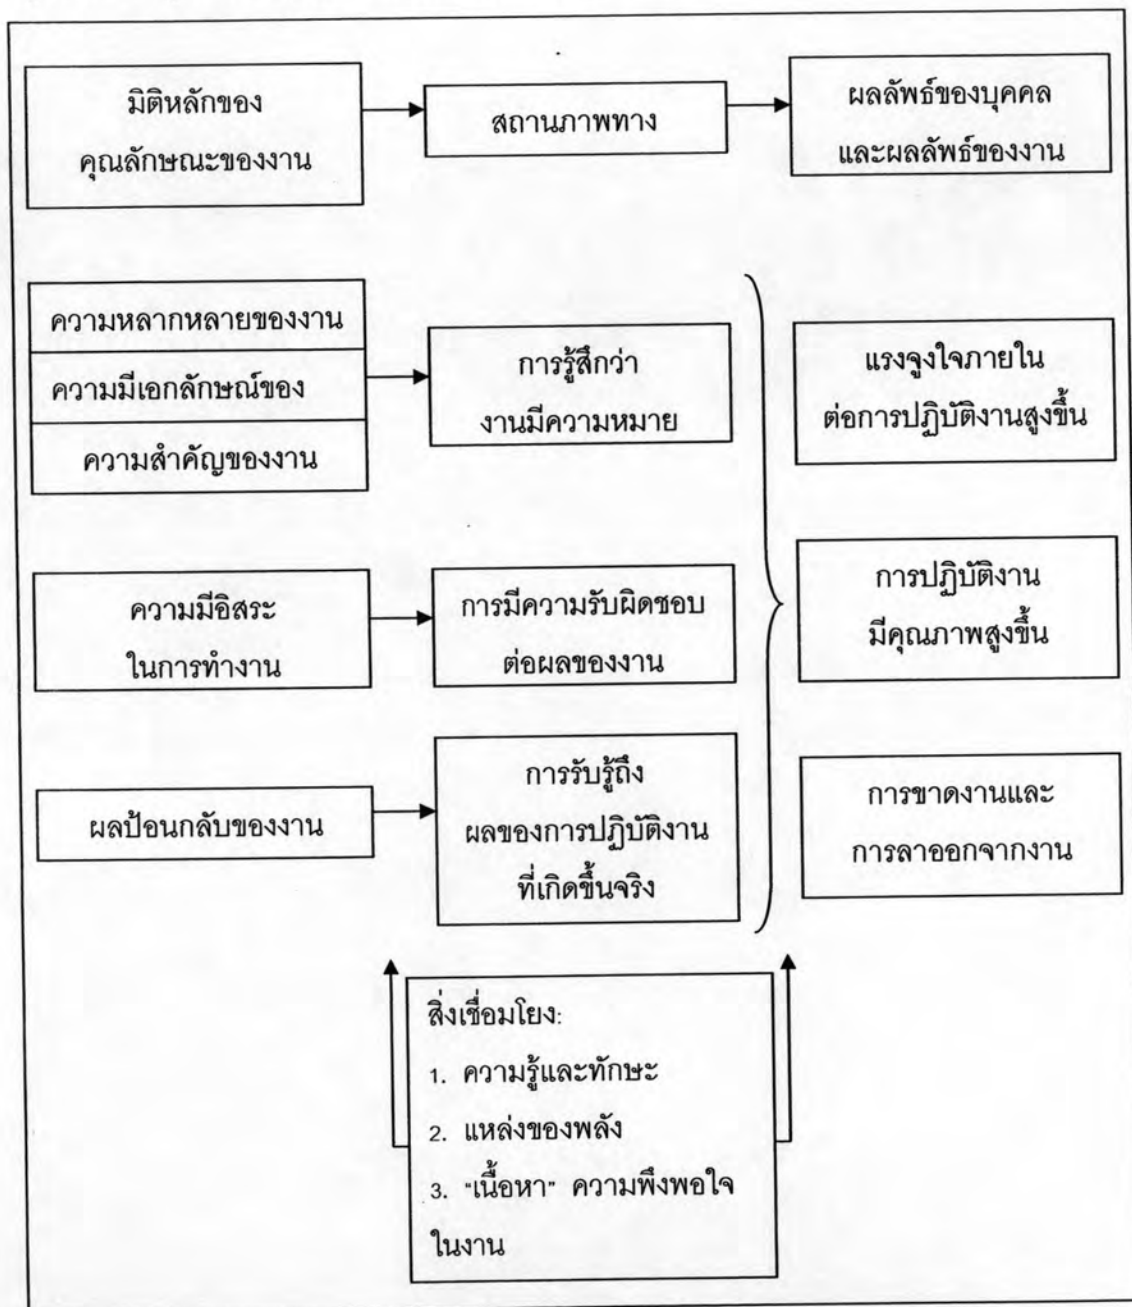 มิติหลักของ
คุณลักษณะของงาน
สถานภาพทาง
ผลลัพธ์ของบุคคล
และผลลัพธ์ของงาน
ความหลากหลายของงาน
ความมีเอกลักษณ์ของ
ความสำคัญของงาน
การรู้สึกว่า
งานมีความหมาย
แรงจูงใจภายใน
ต่อการปฏิบัติงานสูงขึ้น
ความมีอิสระ
ในการทำงาน
การมีความรับผิดชอบ
ต่อผลของงาน
การปฏิบัติงาน
มีคุณภาพสูงขึ้น
ผลป้อนกลับของงาน
การรับรู้ถึง
ผลของการปฏิบัติงาน
ที่เกิดขึ้นจริง
การขาดงานและ
การลาออกจากงาน
สิ่งเชื่อมโยง:
1. ความรู้และทักษะ
2. แหล่งของพลัง
3. "เนื้อหา" ความพึงพอใจ
ในงาน